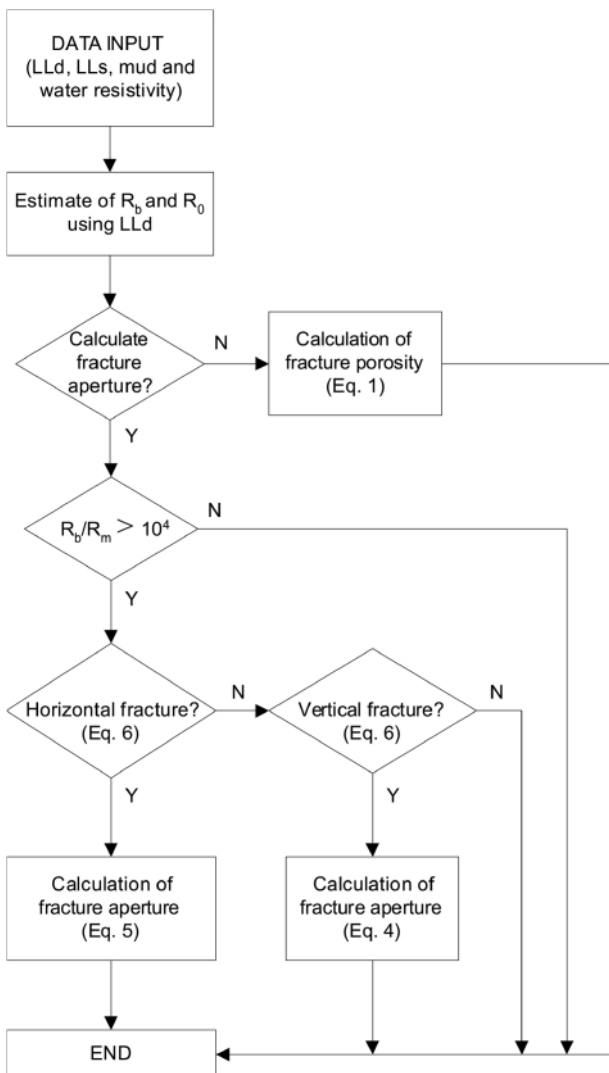 DATA INPUT
(LLd, LLs, mud and
water resistivity)
Estimate of R_b and R_0
using LLd
Calculate
fracture
aperture?
N
Calculation of
fracture porosity
(Eq. 1)
Y
R_b/R_m > 10⁴
N
Y
Horizontal fracture?
(Eq. 6)
N
Vertical fracture?
(Eq. 6)
N
Y
Y
Calculation of
fracture aperture
(Eq. 5)
Calculation of
fracture aperture
(Eq. 4)
END